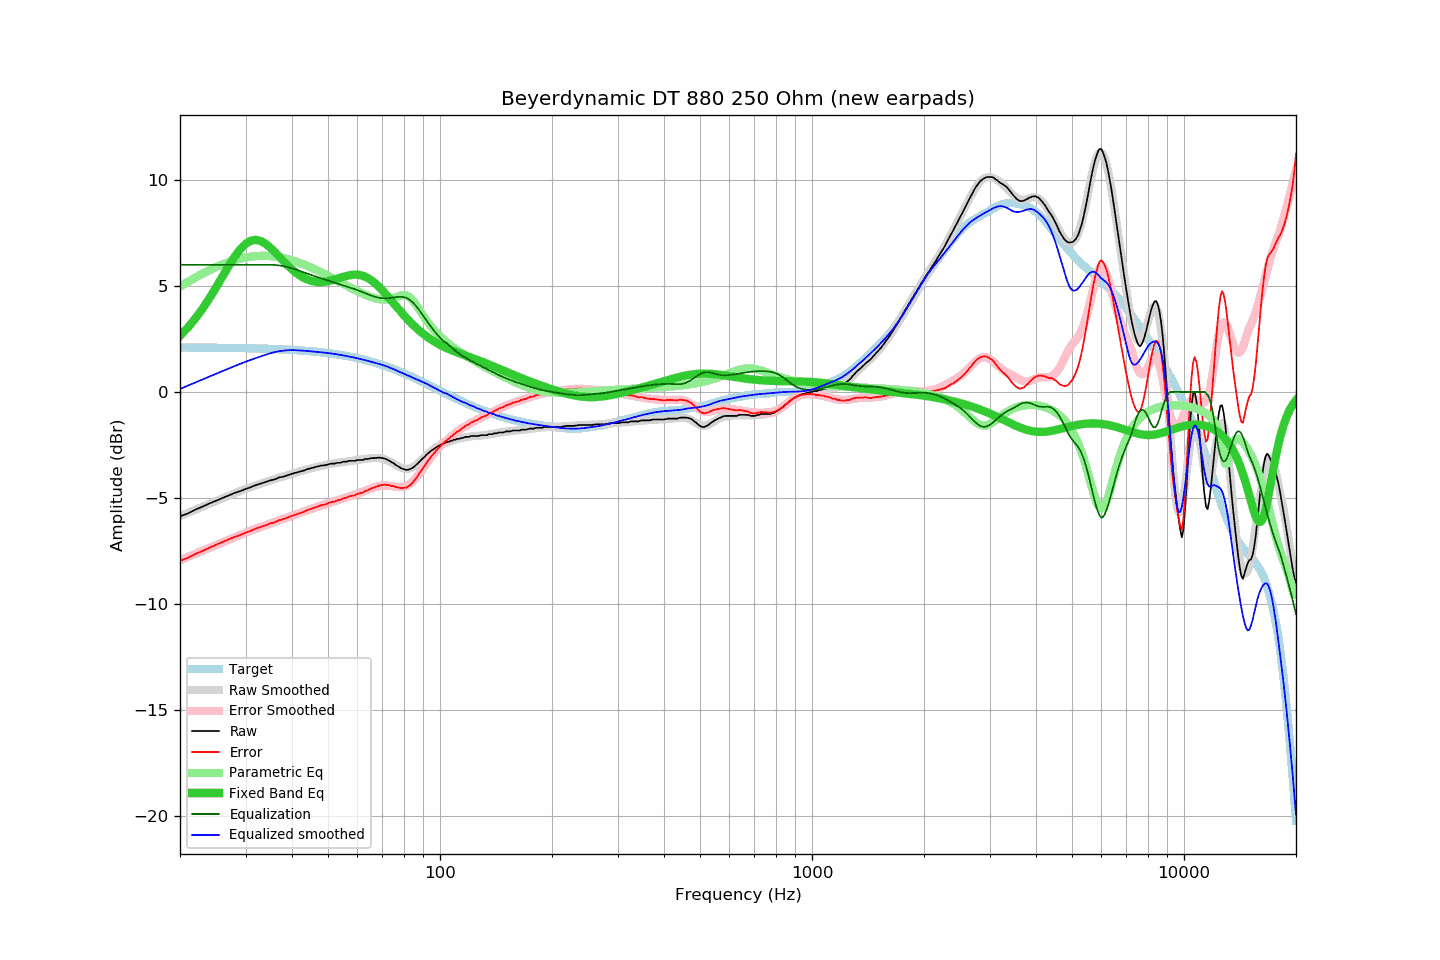 Beyerdynamic DT 880 250 Ohm (new earpads)
10
5
0
−5
−10
−15
−20
Amplitude (dBr)
Target
Raw Smoothed
Error Smoothed
Raw
Error
Parametric Eq
Fixed Band Eq
Equalization
Equalized smoothed
100
1000
10000
Frequency (Hz)